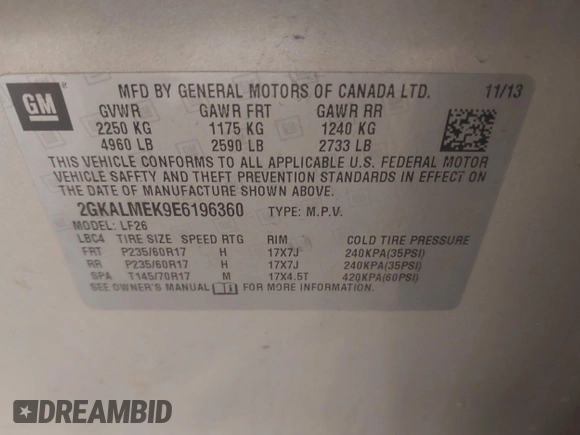 GM
MFD BY GENERAL MOTORS OF CANADA LTD. 11/13
GVWR GAWR FRT GAWR RR
2250 KG 1175 KG 1240 KG
4960 LB 2590 LB 2733 LB
THIS VEHICLE CONFORMS TO ALL APPLICABLE U.S. FEDERAL MOTOR
VEHICLE SAFETY AND THEFT PREVENTION STANDARDS IN EFFECT ON
THE DATE OF MANUFACTURE SHOWN ABOVE.
2GKALMEK9E6196360 TYPE: M.P.V.
MODEL: LF26
LBC4 TIRE SIZE SPEED RTG RIM COLD TIRE PRESSURE
FRT P235/60R17 H 17X7J 240KPA(35PSI)
RR P235/60R17 H 17X7J 240KPA(35PSI)
SPA T145/70R17 M 17X4.5T 420KPA(60PSI)
SEE OWNER'S MANUAL FOR MORE INFORMATION.
DREAMBID